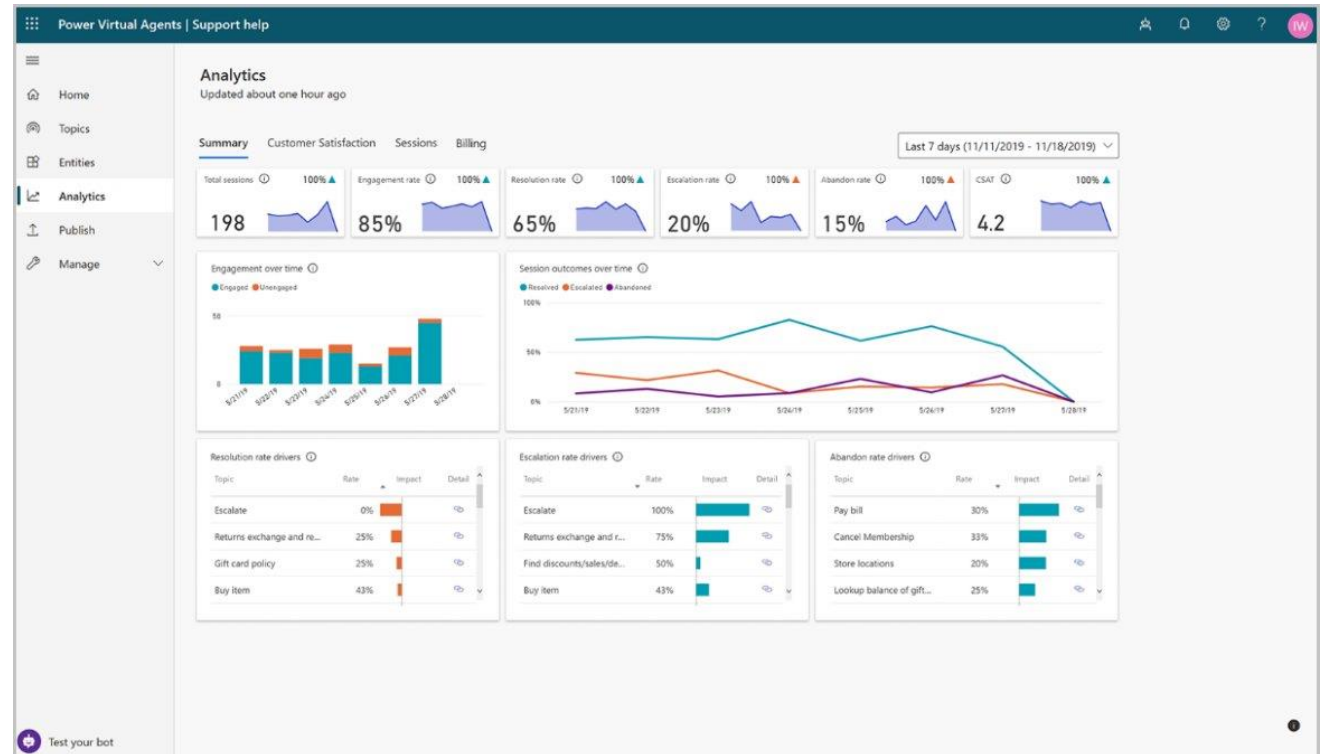 Power Virtual Agents | Support help
?
IW
Home
Topics
Entities
Analytics
Publish
Manage
Test your bot
Analytics
Updated about one hour ago
Summary Customer Satisfaction Sessions Billing
Last 7 days (11/11/2019 - 11/18/2019)
Total sessions 100%
198
Engagement rate 100%
85%
Resolution rate 100%
65%
Escalation rate 100%
20%
Abandon rate 100%
15%
CSAT 100%
4.2
Engagement over time
Engaged Unengaged
50
0
5/21/19 5/22/19 5/23/19 5/24/19 5/25/19 5/26/19 5/27/19 5/28/19
Session outcomes over time
Resolved Escalated Abandoned
100%
50%
0%
5/21/19 5/22/19 5/23/19 5/24/19 5/25/19 5/26/19 5/27/19 5/28/19
Resolution rate drivers
Topic Rate Impact Detail
Escalate 0%
Returns exchange and re... 25%
Gift card policy 25%
Buy item 43%
Escalation rate drivers
Topic Rate Impact Detail
Escalate 100%
Returns exchange and r... 75%
Find discounts/sales/de... 50%
Buy item 43%
Abandon rate drivers
Topic Rate Impact Detail
Pay bill 30%
Cancel Membership 33%
Store locations 20%
Lookup balance of gift... 25%